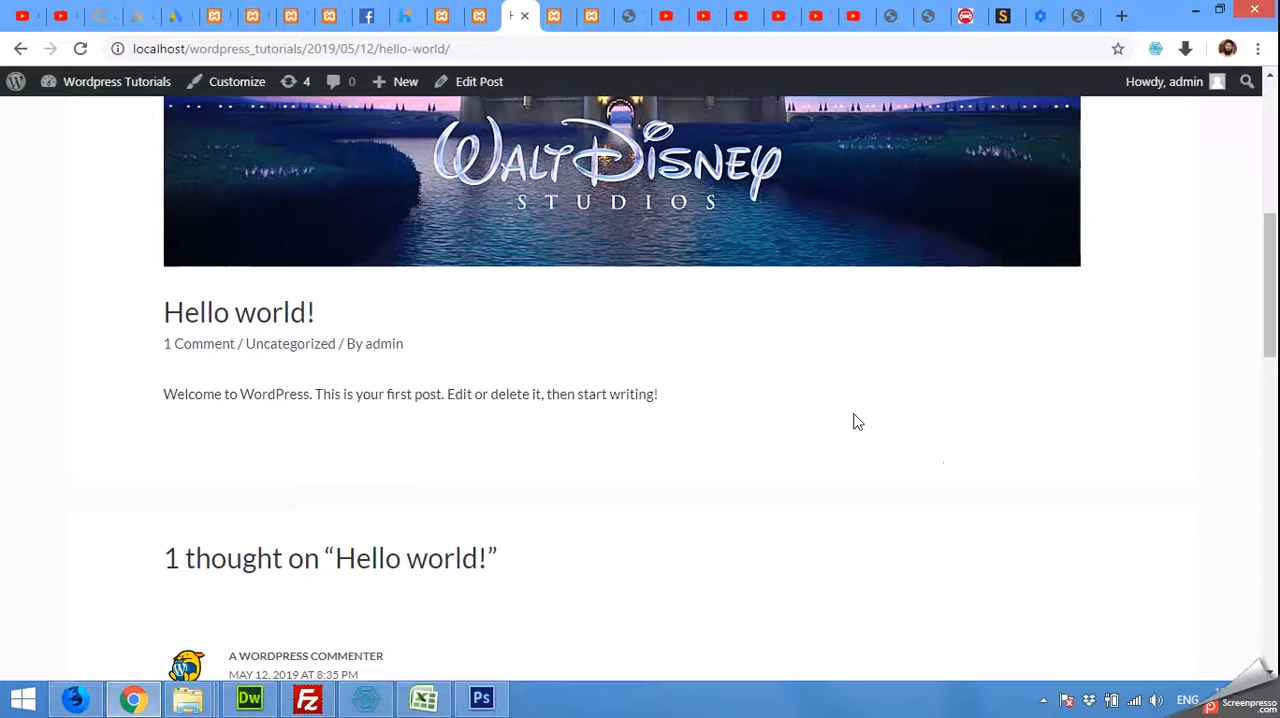 localhost/wordpress_tutorials/2019/05/12/hello-world/
Wordpress Tutorials Customize 4 0 New Edit Post Howdy, admin
WALT DISNEY
STUDIOS
Hello world!
1 Comment / Uncategorized / By admin
Welcome to WordPress. This is your first post. Edit or delete it, then start writing!
1 thought on “Hello world!”
A WORDPRESS COMMENTER
MAY 12, 2019 AT 8:35 PM
Dw Fz Ps ENG
Screenpresso
.com